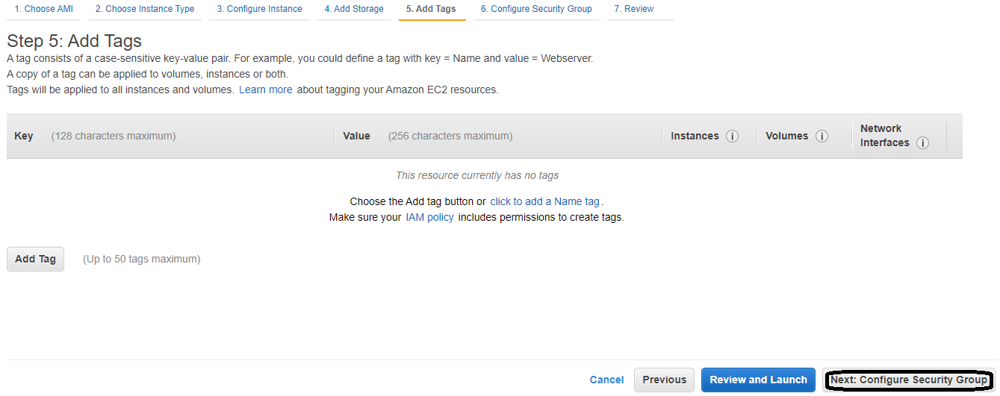 1. Choose AMI 2. Choose Instance Type 3. Configure Instance 4. Add Storage 5. Add Tags 6. Configure Security Group 7. Review
Step 5: Add Tags
A tag consists of a case-sensitive key-value pair. For example, you could define a tag with key = Name and value = Webserver.
A copy of a tag can be applied to volumes, instances or both.
Tags will be applied to all instances and volumes. Learn more about tagging your Amazon EC2 resources.
Key (128 characters maximum) Value (256 characters maximum) Instances i Volumes i Network
Interfaces i
This resource currently has no tags
Choose the Add tag button or click to add a Name tag.
Make sure your IAM policy includes permissions to create tags.
Add Tag (Up to 50 tags maximum)
Cancel Previous Review and Launch Next: Configure Security Group